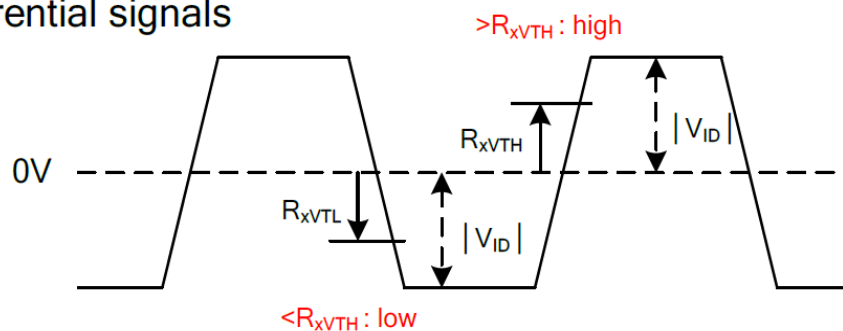 rential signals
>RxVTH : high
RxVTH
|VID|
0V
RxVTL
|VID|
<RxVTH : low